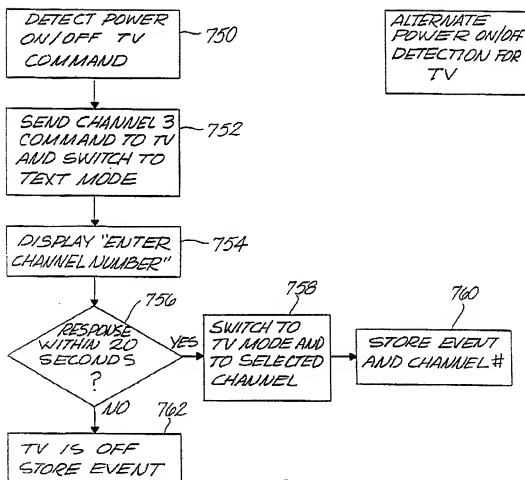 DETECT POWER
ON/OFF TV
COMMAND
750
ALTERNATE
POWER ON/OFF
DETECTION FOR
TV
SEND CHANNEL 3
COMMAND TO TV
AND SWITCH TO
TEXT MODE
752
DISPLAY "ENTER
CHANNEL NUMBER"
754
756
RESPONSE
WITHIN 20
SECONDS
?
YES
NO
758
SWITCH TO
TV MODE AND
TO SELECTED
CHANNEL
760
STORE EVENT
AND CHANNEL #
762
TV IS OFF
STORE EVENT